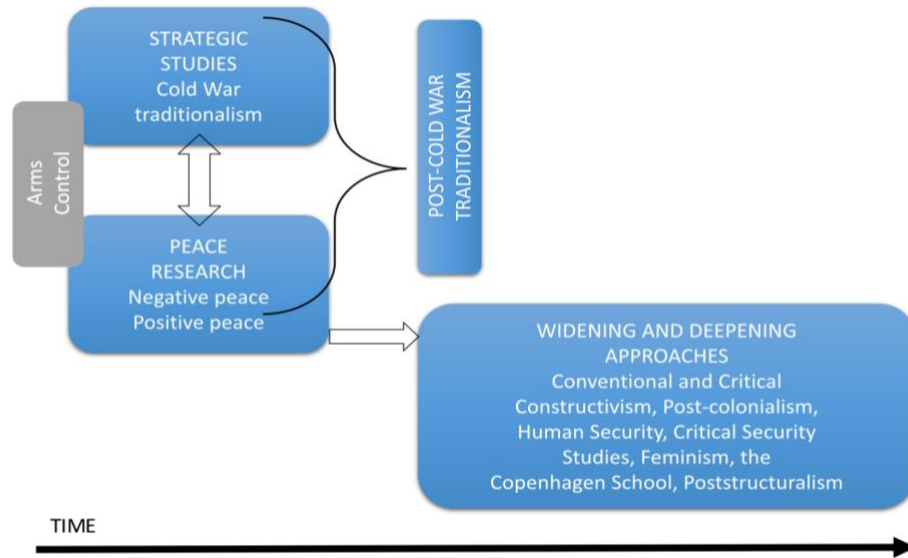 STRATEGIC
STUDIES
Cold War
traditionalism
Arms
Control
PEACE
RESEARCH
Negative peace
Positive peace
POST-COLD WAR
TRADITIONALISM
WIDENING AND DEEPENING
APPROACHES
Conventional and Critical
Constructivism, Post-colonialism,
Human Security, Critical Security
Studies, Feminism, the
Copenhagen School, Poststructuralism
TIME